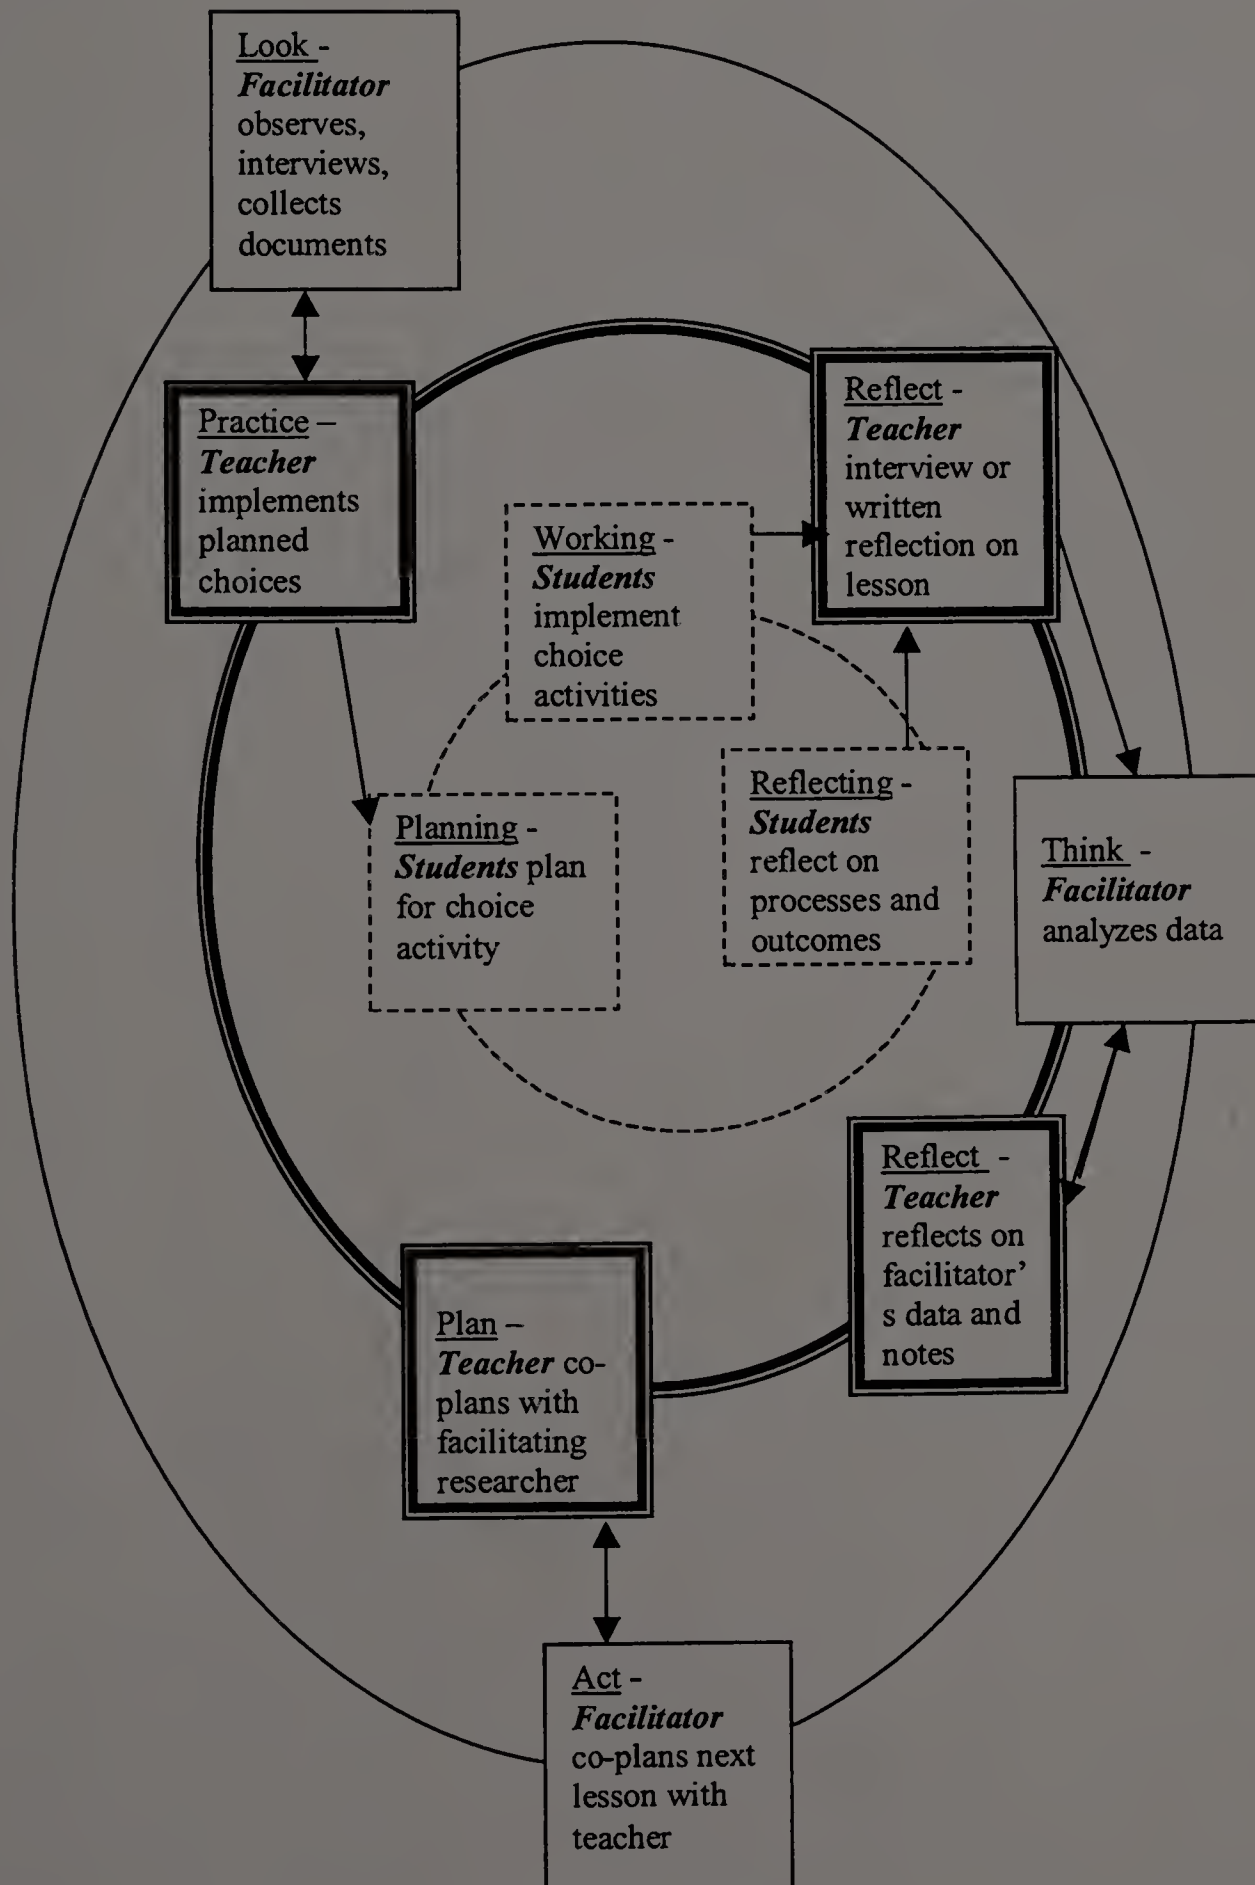 Look -
Facilitator
observes,
interviews,
collects
documents
Practice –
Teacher
implements
planned
choices
Reflect -
Teacher
interview or
written
reflection on
lesson
Working -
Students
implement
choice
activities
Planning -
Students plan
for choice
activity
Reflecting -
Students
reflect on
processes and
outcomes
Think -
Facilitator
analyzes data
Reflect -
Teacher
reflects on
facilitator’
s data and
notes
Plan –
Teacher co-
plans with
facilitating
researcher
Act -
Facilitator
co-plans next
lesson with
teacher